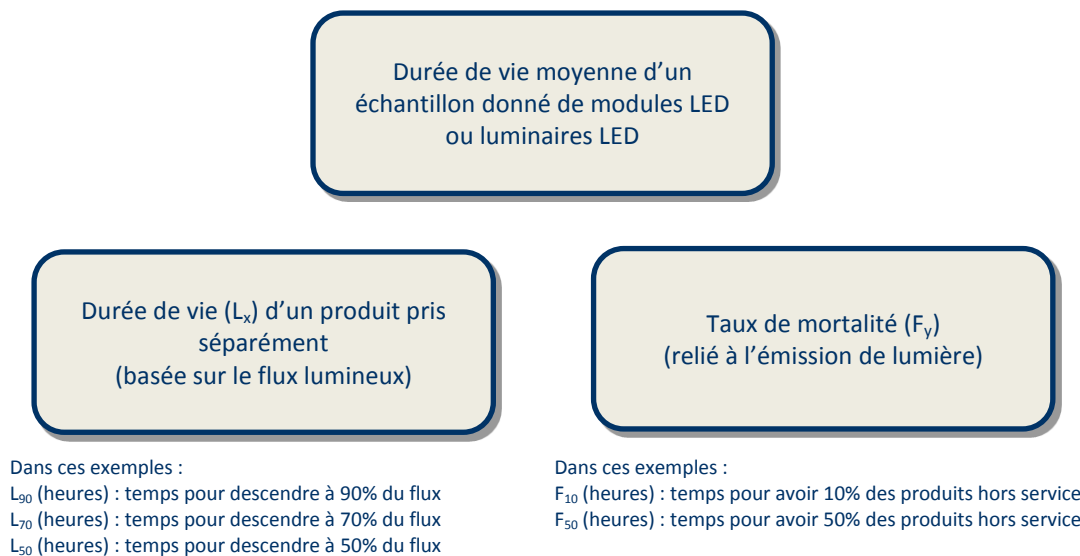 Durée de vie moyenne d’un
échantillon donné de modules LED
ou luminaires LED
Durée de vie (Lx) d’un produit pris
séparément
(basée sur le flux lumineux)
Taux de mortalité (Fy)
(relié à l’émission de lumière)
Dans ces exemples :
L90 (heures) : temps pour descendre à 90% du flux
L70 (heures) : temps pour descendre à 70% du flux
L50 (heures) : temps pour descendre à 50% du flux
Dans ces exemples :
F10 (heures) : temps pour avoir 10% des produits hors service
F50 (heures) : temps pour avoir 50% des produits hors service